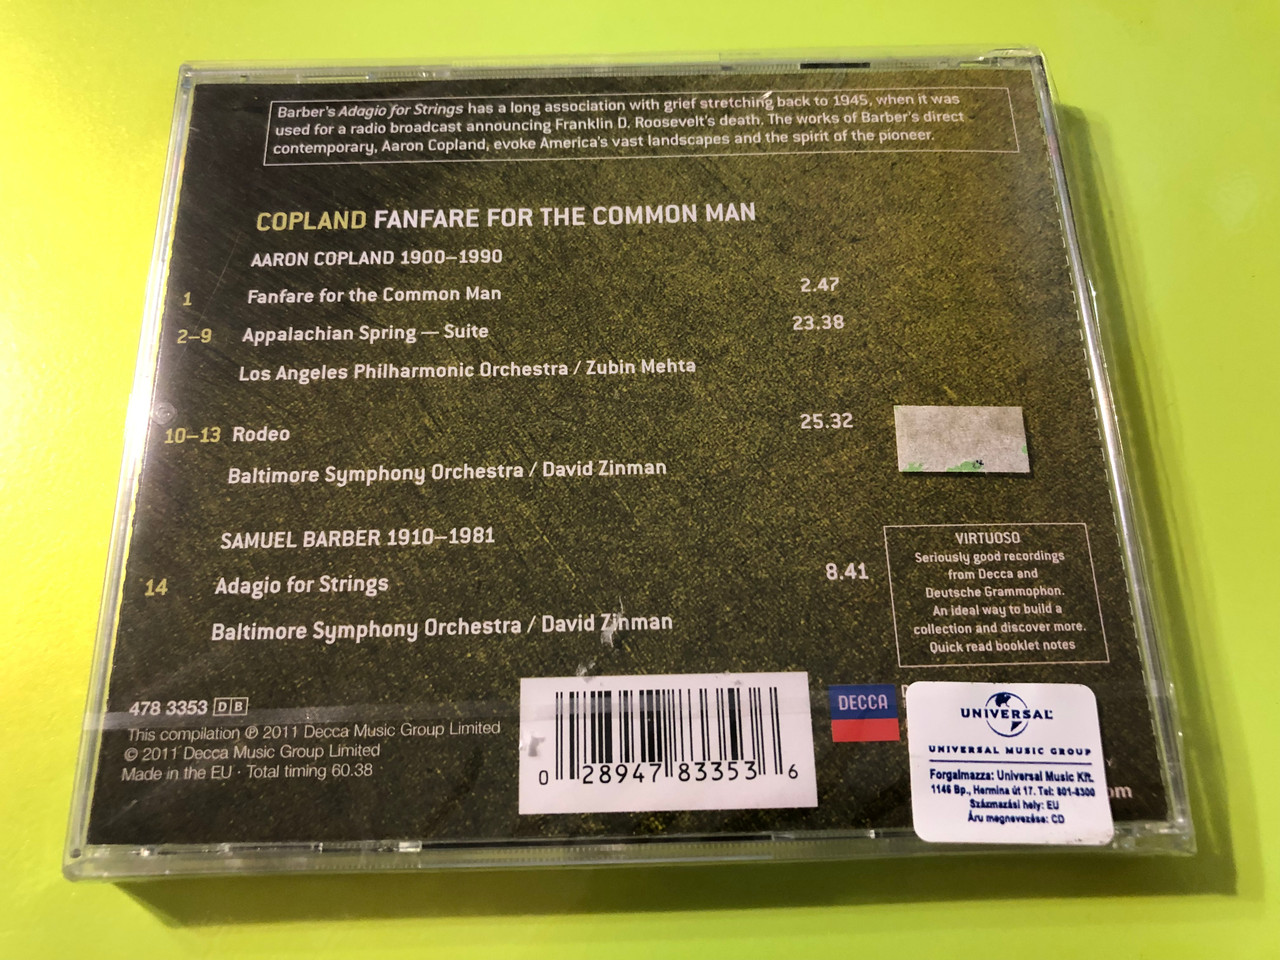 Barber's Adagio for Strings has a long association with grief stretching back to 1945, when it was
used for a radio broadcast announcing Franklin D. Roosevelt's death. The works of Barber's direct
contemporary, Aaron Copland, evoke America's vast landscapes and the spirit of the pioneer.
COPLAND FANFARE FOR THE COMMON MAN
AARON COPLAND 1900–1990
1 Fanfare for the Common Man 2.47
2–9 Appalachian Spring — Suite 23.38
Los Angeles Philharmonic Orchestra / Zubin Mehta
10–13 Rodeo 25.32
Baltimore Symphony Orchestra / David Zinman
SAMUEL BARBER 1910–1981
14 Adagio for Strings 8.41
Baltimore Symphony Orchestra / David Zinman
VIRTUOSO
Seriously good recordings
from Decca and
Deutsche Grammophon.
An ideal way to build a
collection and discover more.
Quick read booklet notes
478 3353 DB
This compilation ℗ 2011 Decca Music Group Limited
© 2011 Decca Music Group Limited
Made in the EU · Total timing 60.38
0 28947 83353 6
DECCA
UNIVERSAL
UNIVERSAL MUSIC GROUP
Forgalmazza: Universal Music Kft.
1146 Bp., Hermina út 17. Tel: 801-8300
Származási hely: EU
Áru megnevezése: CD